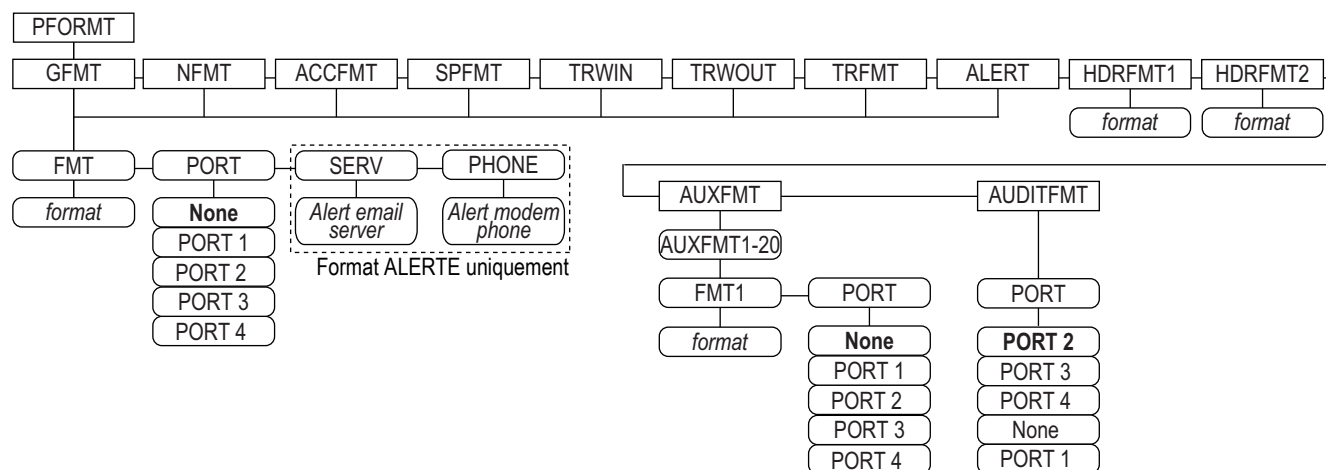 PFORMT
GFMT NFMT ACCFMT SPFMT TRWIN TRWOUT TRFMT ALERT HDRFMT1 HDRFMT2
format format
FMT PORT SERV PHONE
format
None
PORT 1
PORT 2
PORT 3
PORT 4
Alert email
server
Alert modem
phone
Format ALERTE uniquement
AUXFMT AUDITFMT
AUXFMT1-20
FMT1 PORT PORT
format
None
PORT 1
PORT 2
PORT 3
PORT 4
PORT 2
PORT 3
PORT 4
None
PORT 1